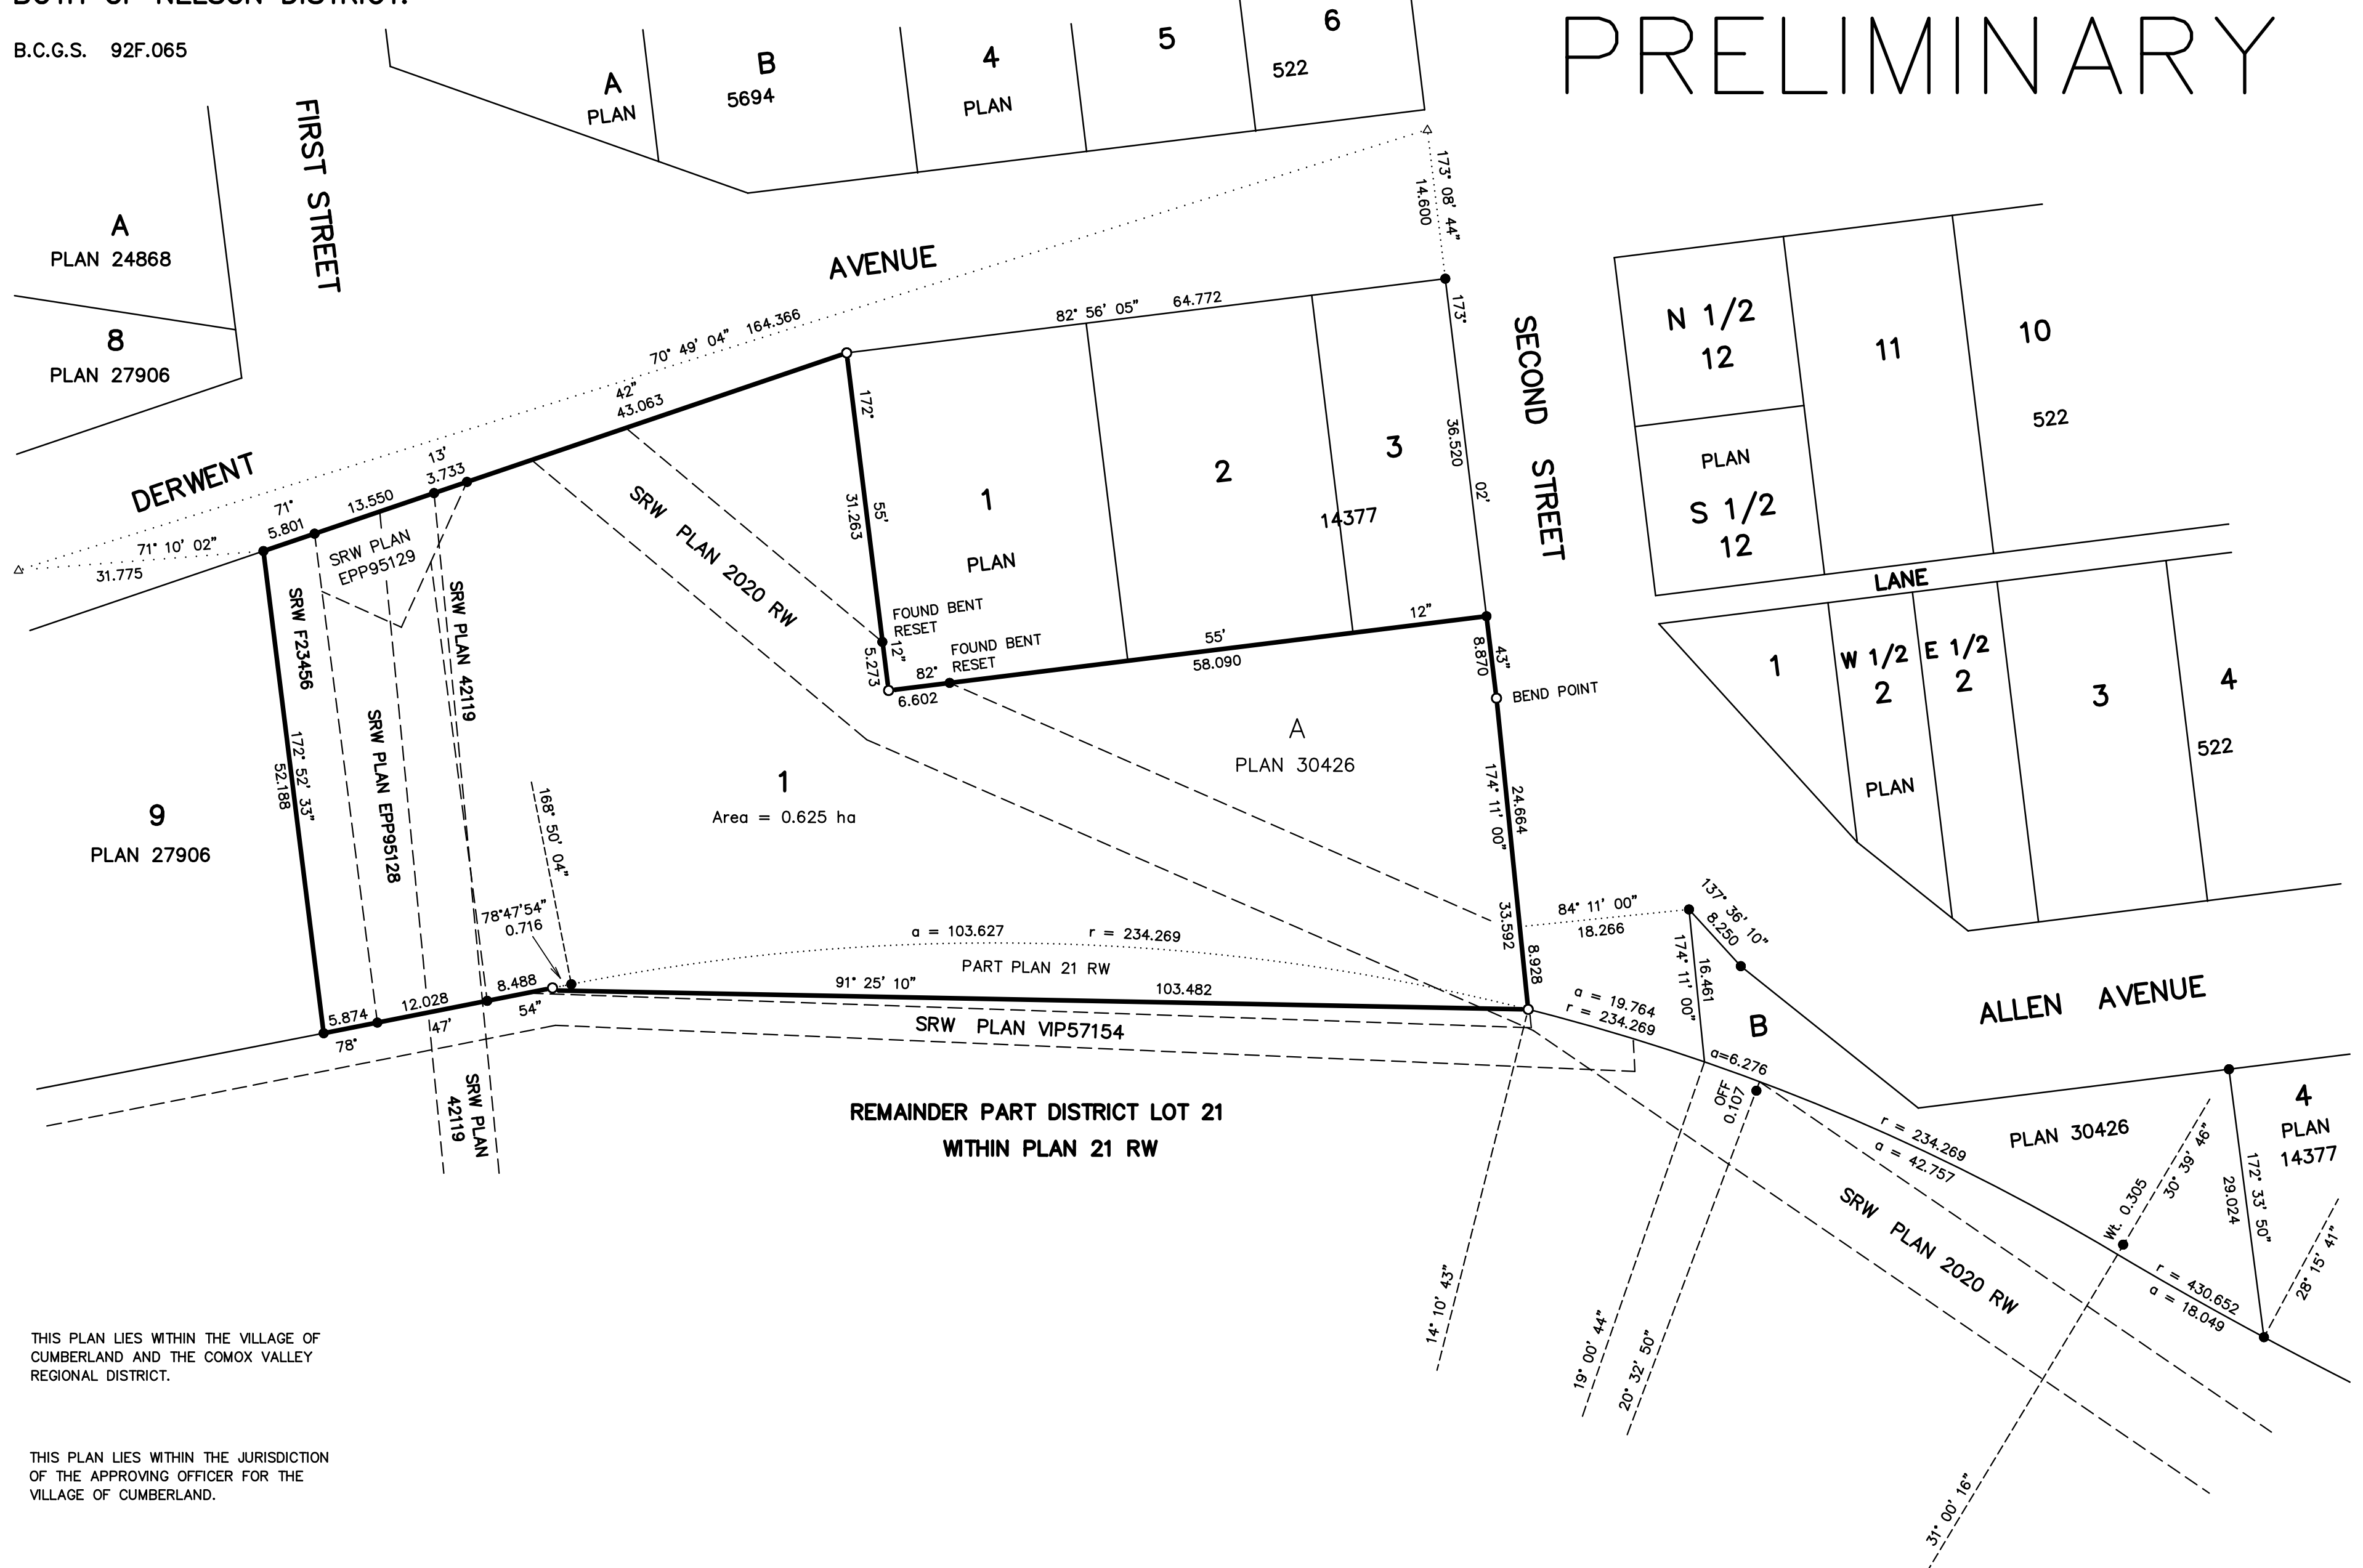 BOTH OF NELSON DISTRICT.
B.C.G.S. 92F.065
PRELIMINARY
FIRST STREET
A
PLAN
B
5694
4
PLAN
5
6
522
A
PLAN 24868
8
PLAN 27906
DERWENT
AVENUE
173° 08' 44"
14.600
82° 56' 05" 64.772
70° 49' 04" 164.366
42"
43.063
13'
3.733
13.550
71°
5.801
71° 10' 02"
31.775
SRW PLAN
EPP95129
172°
31.263
55'
12"
5.273
1
PLAN
2
3
14377
173°
36.520
02'
43"
8.870
SECOND STREET
N 1/2
12
PLAN
S 1/2
12
11
10
522
LANE
1
W 1/2
2
E 1/2
2
PLAN
3
4
522
FOUND BENT
RESET
FOUND BENT
RESET
82°
6.602
55'
58.090
12"
BEND POINT
SRW PLAN 2020 RW
SRW F23456
SRW PLAN EPP95128
SRW PLAN 42119
172° 52' 33"
52.188
9
PLAN 27906
1
Area = 0.625 ha
A
PLAN 30426
174° 11' 00"
24.664
33.592
8.928
168° 50' 04"
78°47'54"
0.716
a = 103.627 r = 234.269
PART PLAN 21 RW
91° 25' 10" 103.482
84° 11' 00"
18.266
137° 36' 10"
8.250
174° 11' 00"
16.461
5.874
12.028
8.488
78°
47'
54"
SRW PLAN VIP57154
a = 19.764
r = 234.269
B
a=6.276
OFF
0.107
ALLEN AVENUE
SRW PLAN
42119
REMAINDER PART DISTRICT LOT 21
WITHIN PLAN 21 RW
r = 234.269
a = 42.757
PLAN 30426
4
PLAN
14377
172° 33' 50"
29.024
Wt. 0.305
30° 39' 46"
28° 15' 41"
r = 430.652
a = 18.049
SRW PLAN 2020 RW
14° 10' 43"
19° 00' 44"
20° 32' 50"
31° 00' 16"
THIS PLAN LIES WITHIN THE VILLAGE OF
CUMBERLAND AND THE COMOX VALLEY
REGIONAL DISTRICT.
THIS PLAN LIES WITHIN THE JURISDICTION
OF THE APPROVING OFFICER FOR THE
VILLAGE OF CUMBERLAND.